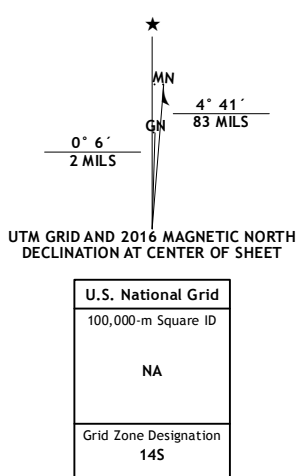 ★
MN
GN
4° 41´
83 MILS
0° 6´
2 MILS
UTM GRID AND 2016 MAGNETIC NORTH
DECLINATION AT CENTER OF SHEET
U.S. National Grid
100,000-m Square ID
NA
Grid Zone Designation
14S